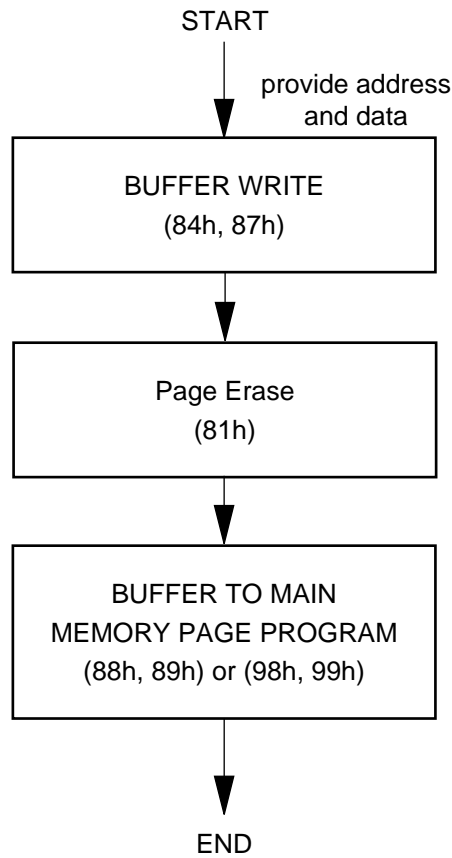 START
provide address
and data
BUFFER WRITE
(84h, 87h)
Page Erase
(81h)
BUFFER TO MAIN
MEMORY PAGE PROGRAM
(88h, 89h) or (98h, 99h)
END